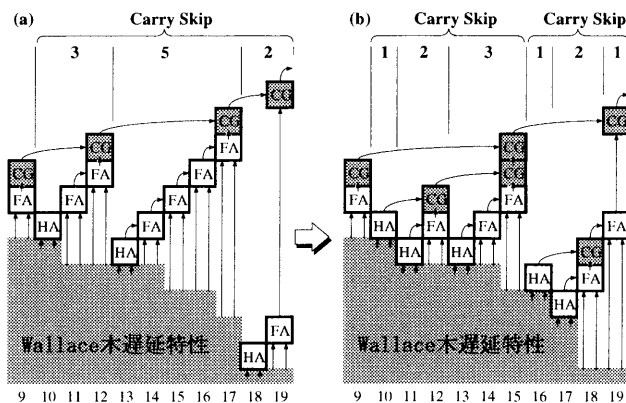 (a) Carry Skip
3 5 2
CG
CG CG
CG FA
FA FA FA
FA FA
HA FA
HA
FA
HA
Wallace木遅延特性
9 10 11 12 13 14 15 16 17 18 19
(b) Carry Skip
1 2 3 1 2 1
CG
CG
CG CG
FA CG FA
HA FA FA FA
HA HA CG
HA FA
HA
Wallace木遅延特性
9 10 11 12 13 14 15 16 17 18 19